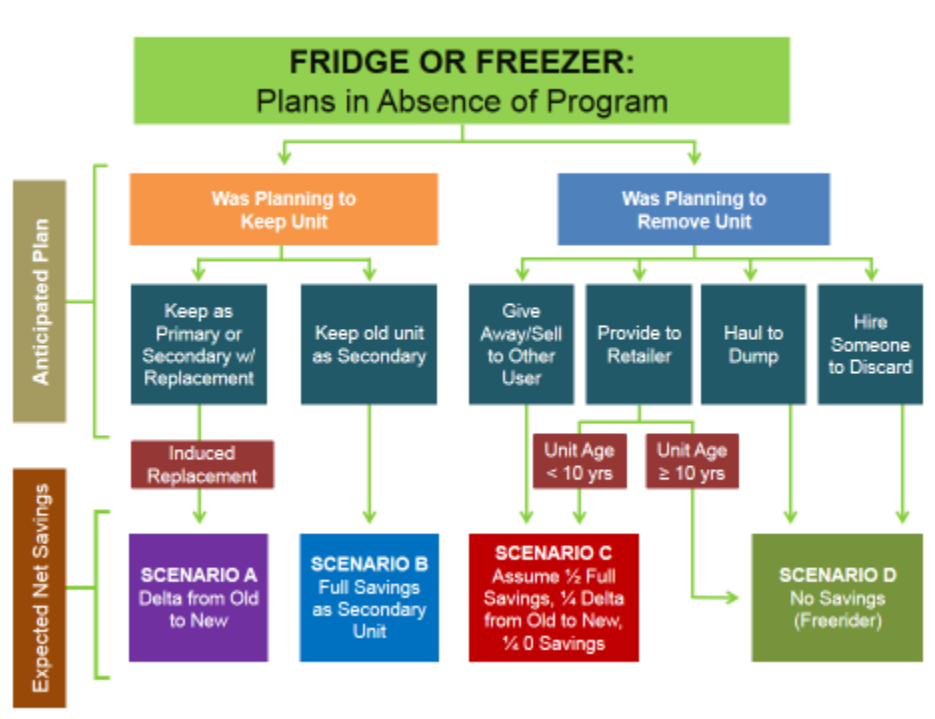 FRIDGE OR FREEZER:
Plans in Absence of Program
Anticipated Plan
Was Planning to
Keep Unit
Was Planning to
Remove Unit
Keep as
Primary or
Secondary w/
Replacement
Keep old unit
as Secondary
Give
Away/Sell
to Other
User
Provide to
Retailer
Haul to
Dump
Hire
Someone
to Discard
Induced
Replacement
Unit Age
< 10 yrs
Unit Age
≥ 10 yrs
Expected Net Savings
SCENARIO A
Delta from Old
to New
SCENARIO B
Full Savings
as Secondary
Unit
SCENARIO C
Assume ½ Full
Savings, ¼ Delta
from Old to New,
¼ 0 Savings
SCENARIO D
No Savings
(Freerider)